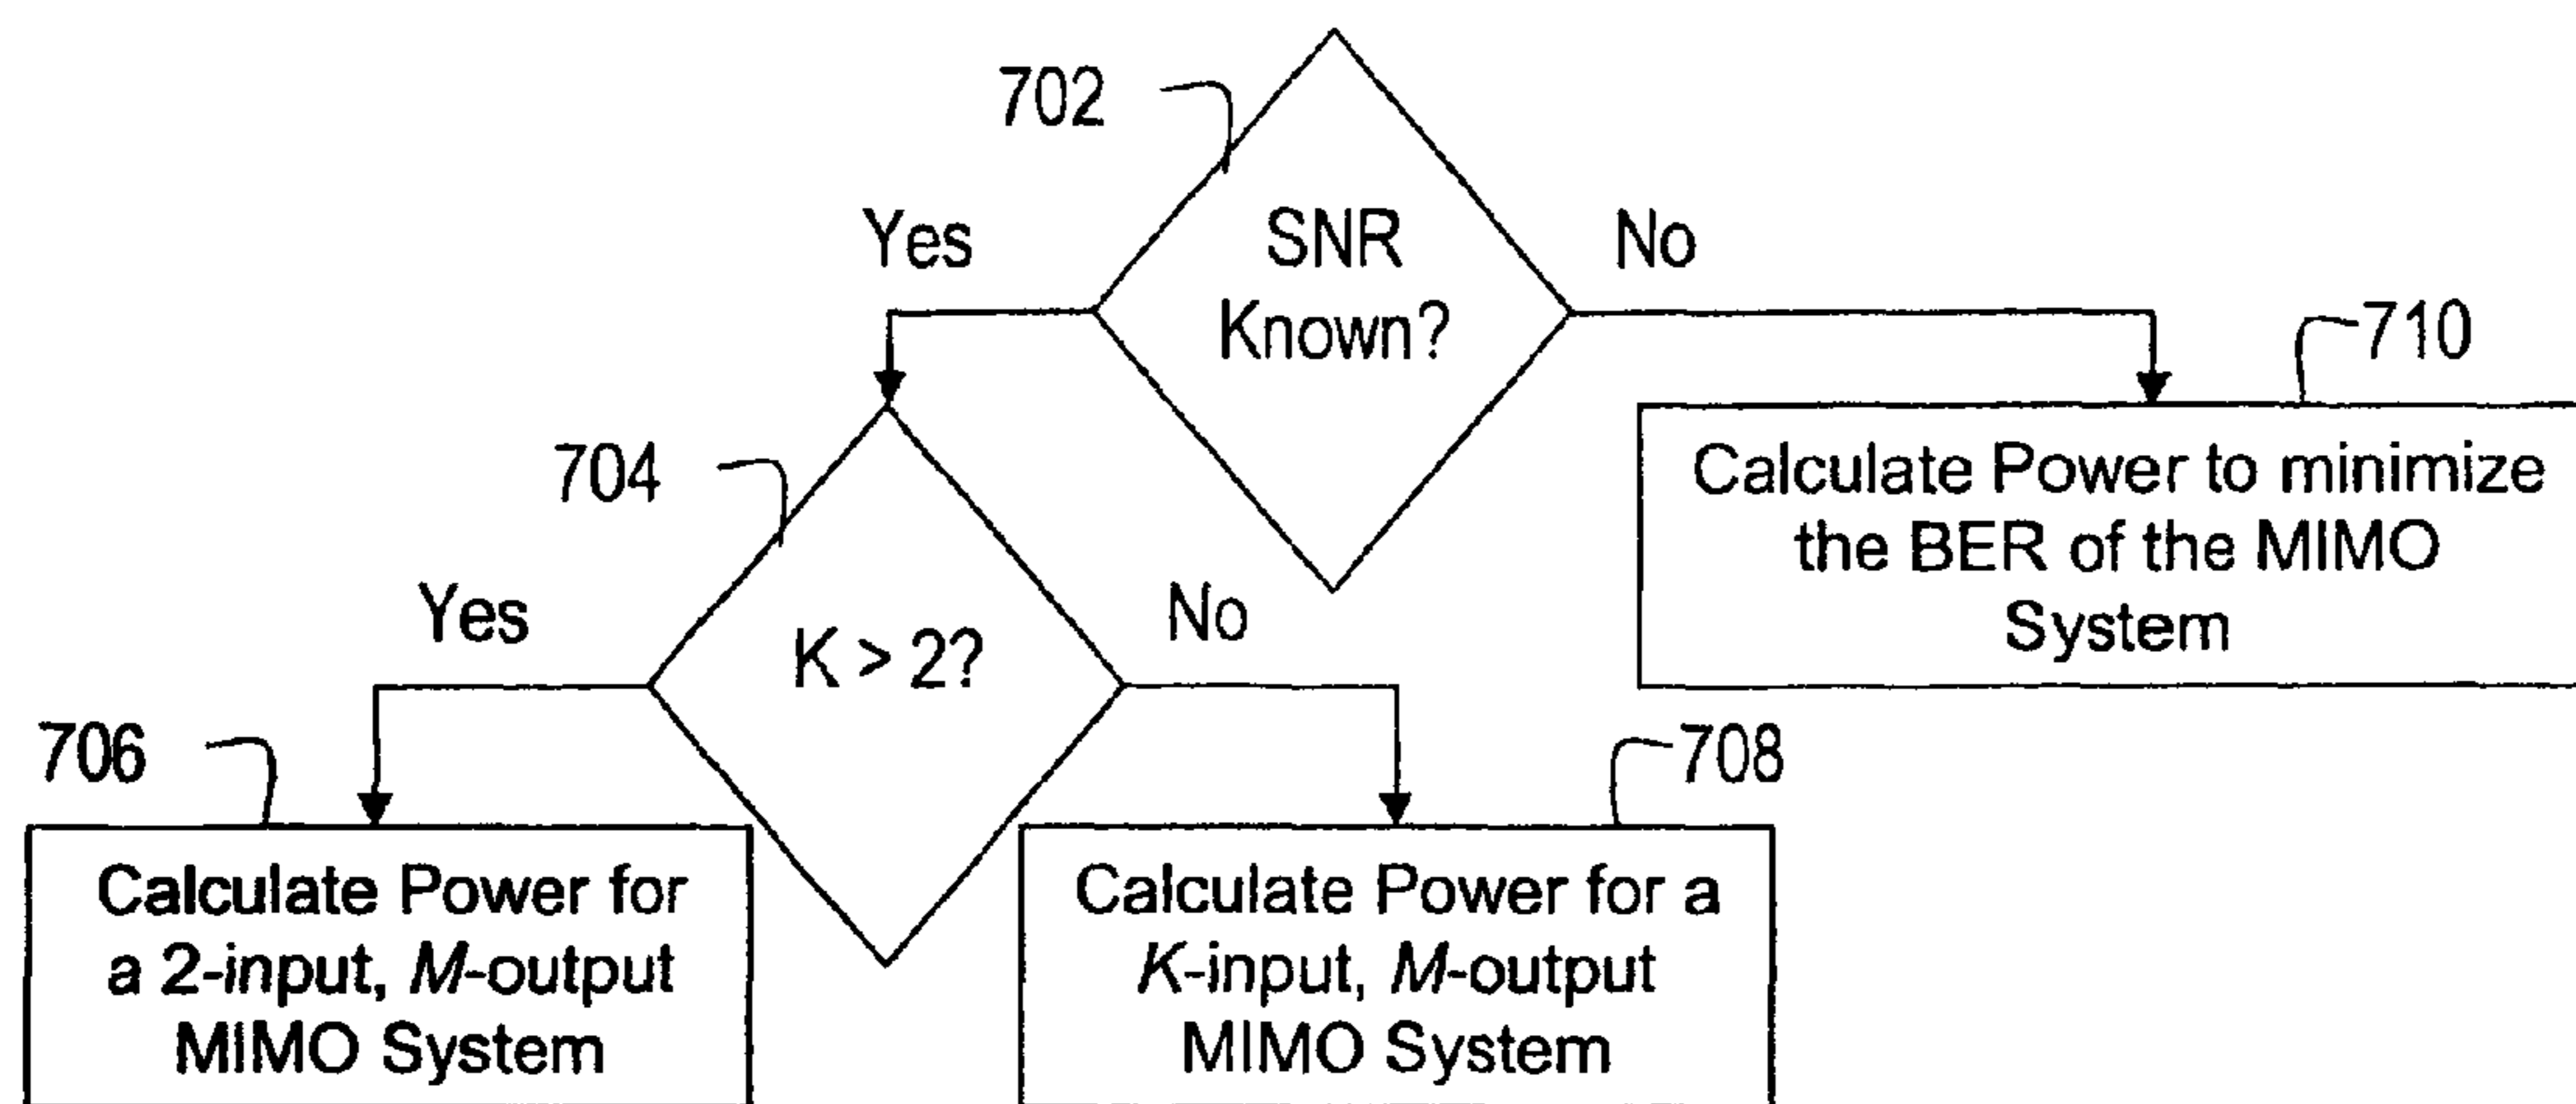 702
SNR
Known?
Yes
No
710
Calculate Power to minimize
the BER of the MIMO
System
704
K > 2?
Yes
No
706
Calculate Power for
a 2-input, M-output
MIMO System
708
Calculate Power for a
K-input, M-output
MIMO System